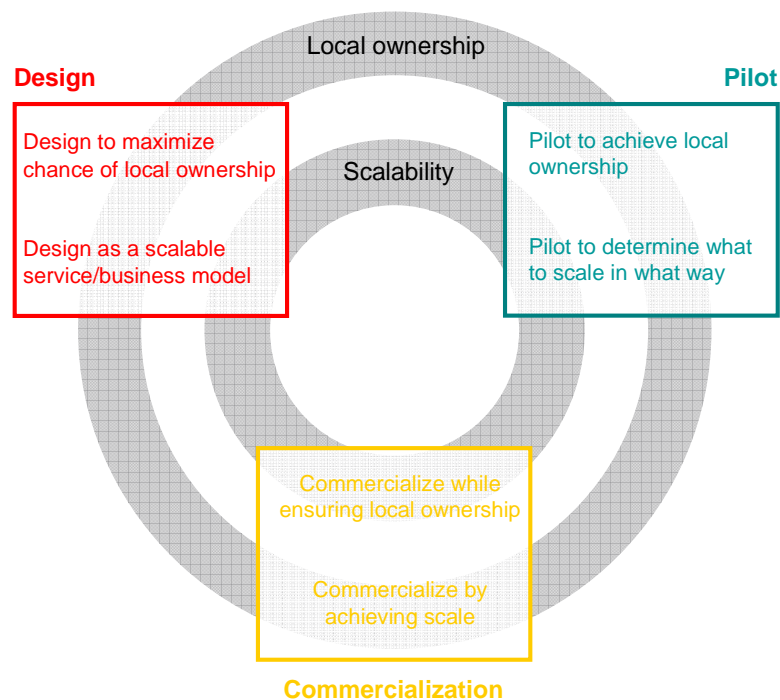 Local ownership
Design
Pilot
Design to maximize
chance of local ownership
Pilot to achieve local
ownership
Scalability
Design as a scalable
service/business model
Pilot to determine what
to scale in what way
Commercialize while
ensuring local ownership
Commercialize by
achieving scale
Commercialization